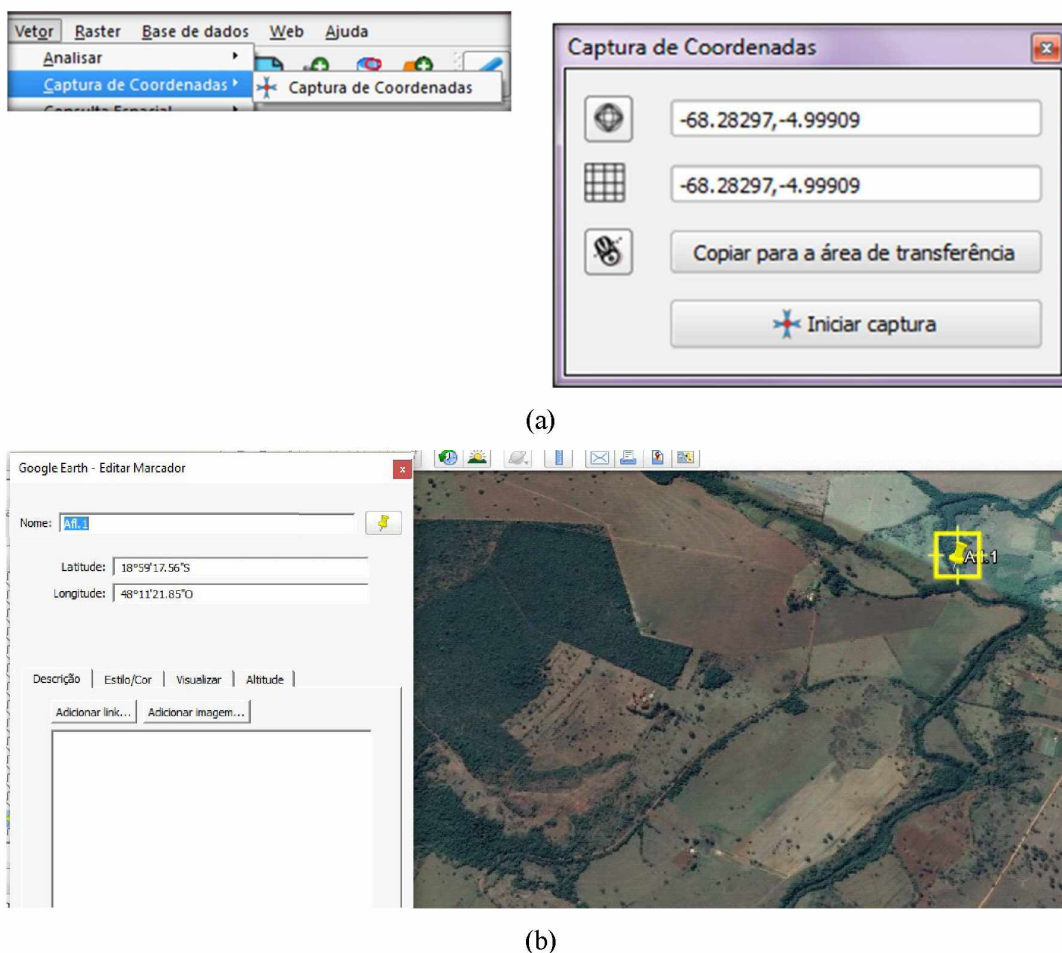 Vetor Raster Base de dados Web Ajuda
Analisar
Captura de Coordenadas
Captura de Coordenadas
Consulta Espacial
Captura de Coordenadas
-68.28297,-4.99909
-68.28297,-4.99909
Copiar para a área de transferência
Iniciar captura
(a)
Google Earth - Editar Marcador
Nome: Afl.1
Latitude: 18°59'17.56"S
Longitude: 48°11'21.85"O
Descrição Estilo/Cor Visualizar Altitude
Adicionar link... Adicionar imagem...
Afl.1
(b)